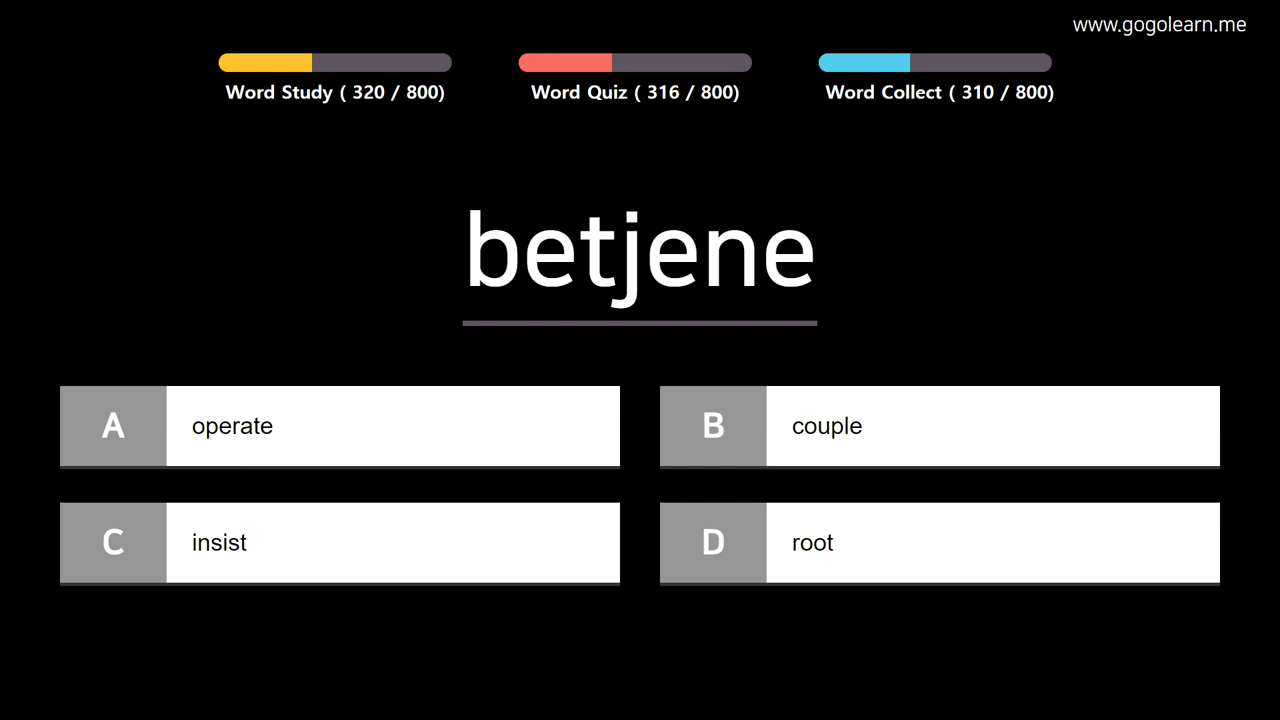 www.gogolearn.me
Word Study ( 320 / 800)
Word Quiz ( 316 / 800)
Word Collect ( 310 / 800)
betjene
A operate
B couple
C insist
D root